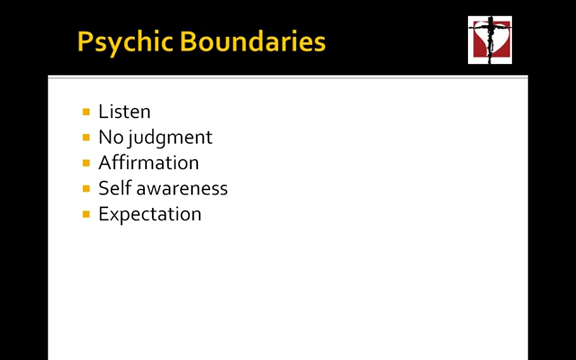 Psychic Boundaries
Listen
No judgment
Affirmation
Self awareness
Expectation